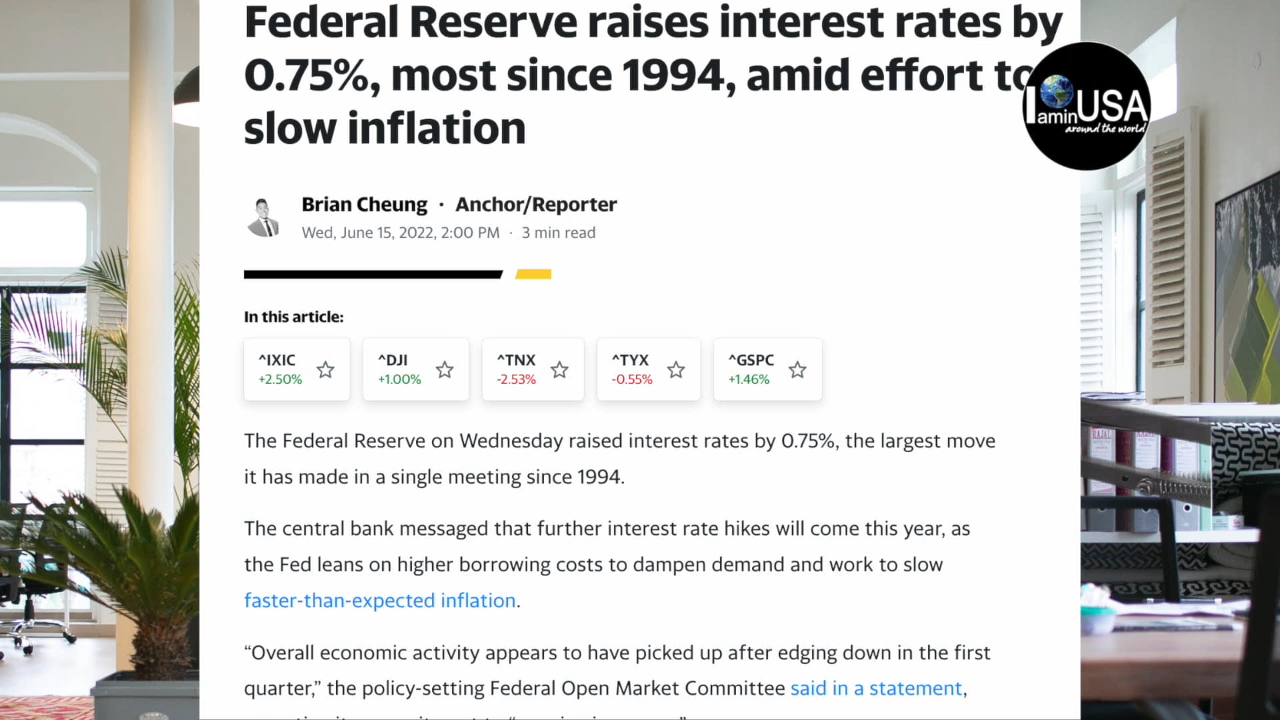 Federal Reserve raises interest rates by
0.75%, most since 1994, amid effort to
slow inflation
I aminUSA
around the world
Brian Cheung · Anchor/Reporter
Wed, June 15, 2022, 2:00 PM · 3 min read
In this article:
^IXIC ^DJI ^TNX ^TYX ^GSPC
+2.50% +1.00% -2.53% -0.55% +1.46%
The Federal Reserve on Wednesday raised interest rates by 0.75%, the largest move
it has made in a single meeting since 1994.
The central bank messaged that further interest rate hikes will come this year, as
the Fed leans on higher borrowing costs to dampen demand and work to slow
faster-than-expected inflation.
“Overall economic activity appears to have picked up after edging down in the first
quarter,” the policy-setting Federal Open Market Committee said in a statement,